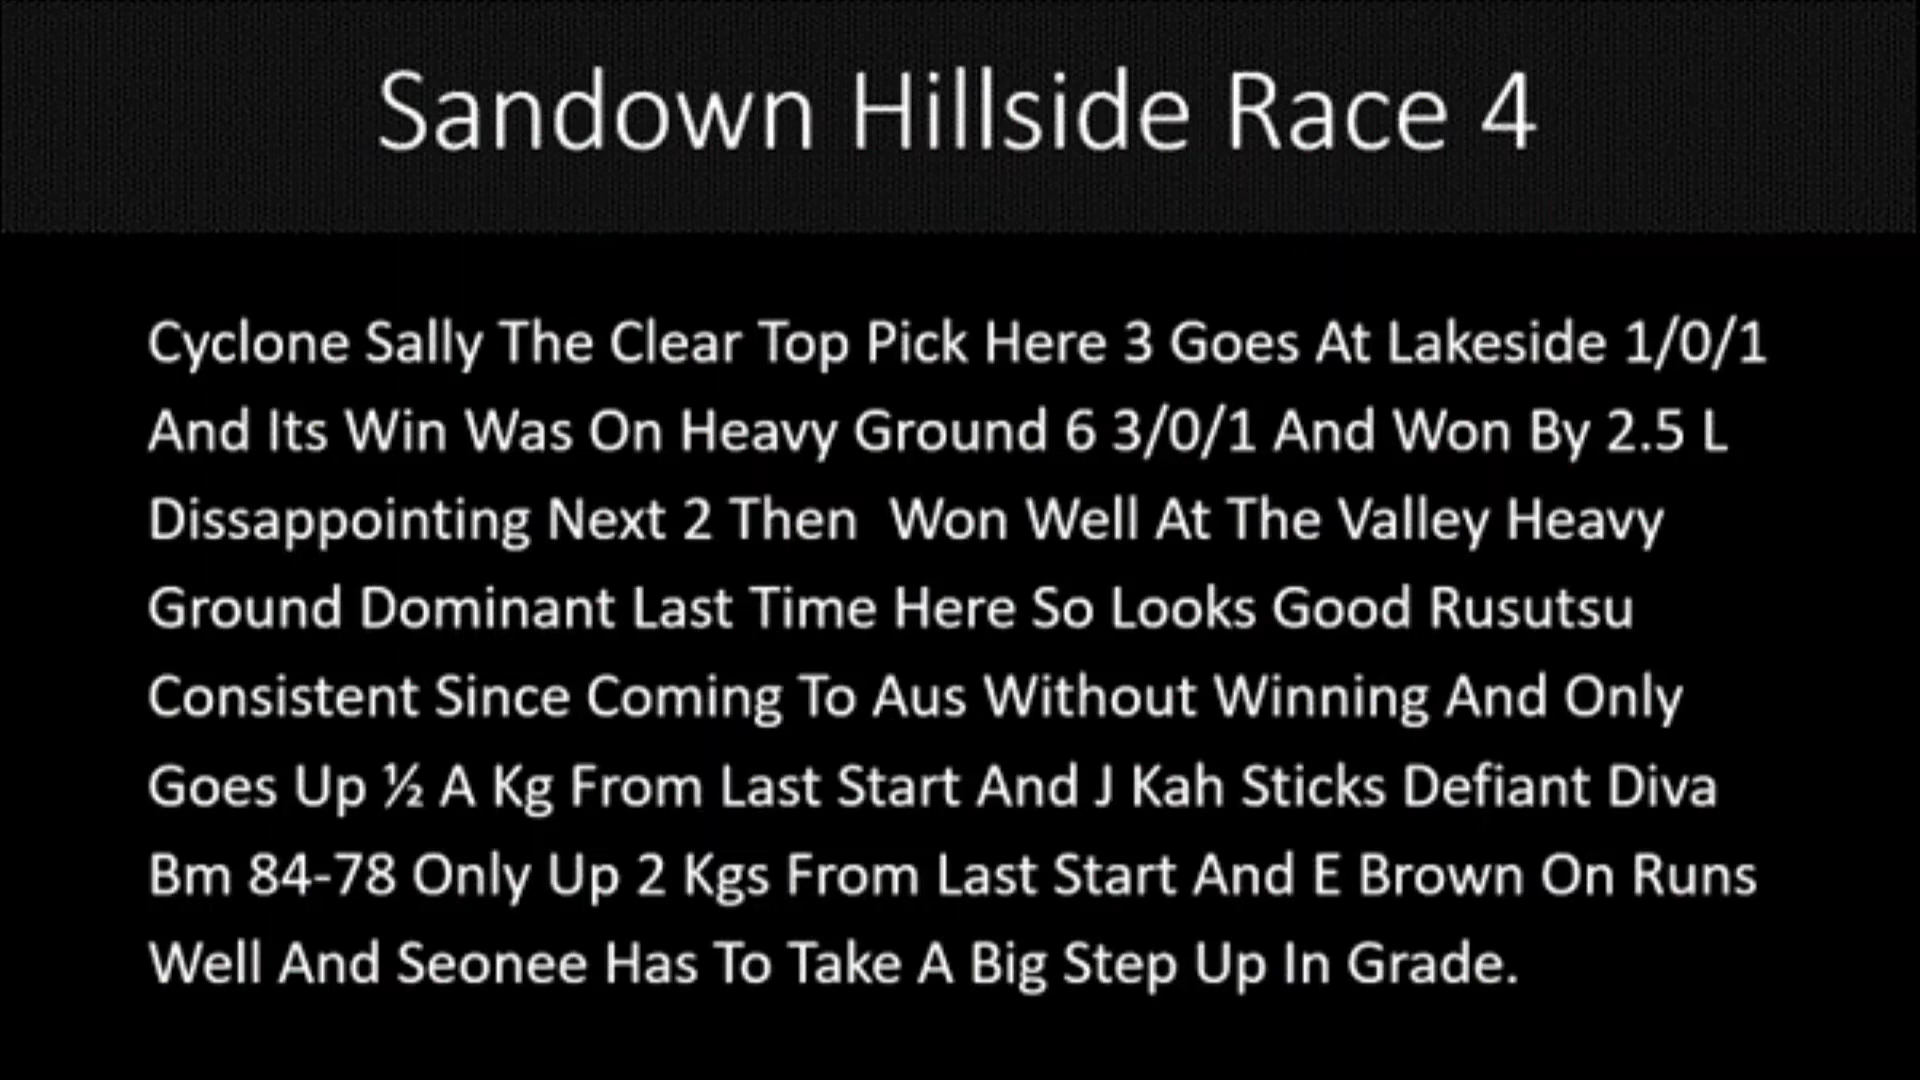 Sandown Hillside Race 4
Cyclone Sally The Clear Top Pick Here 3 Goes At Lakeside 1/0/1
And Its Win Was On Heavy Ground 6 3/0/1 And Won By 2.5 L
Dissappointing Next 2 Then  Won Well At The Valley Heavy
Ground Dominant Last Time Here So Looks Good Rusutsu
Consistent Since Coming To Aus Without Winning And Only
Goes Up ½ A Kg From Last Start And J Kah Sticks Defiant Diva
Bm 84-78 Only Up 2 Kgs From Last Start And E Brown On Runs
Well And Seonee Has To Take A Big Step Up In Grade.